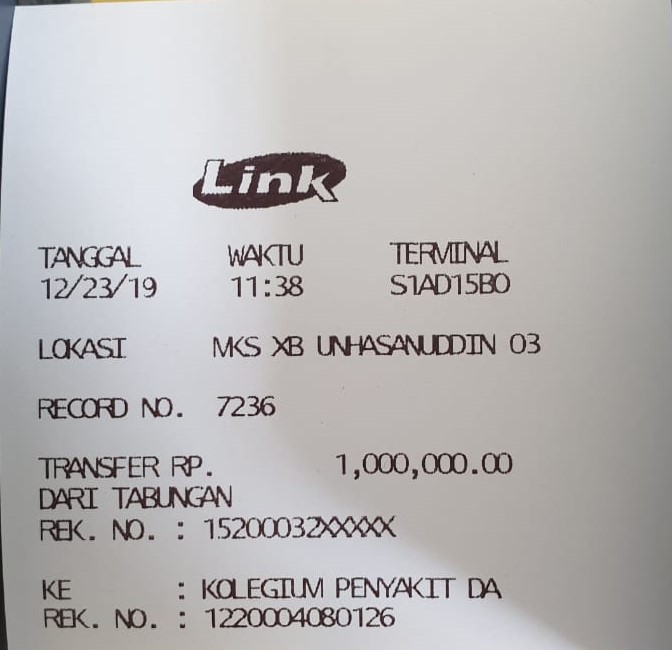 Link
TANGGAL WAKTU TERMINAL
12/23/19 11:38 S1AD15BO
LOKASI MKS XB UNHASANUDDIN 03
RECORD NO. 7236
TRANSFER RP. 1,000,000.00
DARI TABUNGAN
REK. NO. : 15200032XXXXX
KE : KOLEGIUM PENYAKIT DA
REK. NO. : 1220004080126